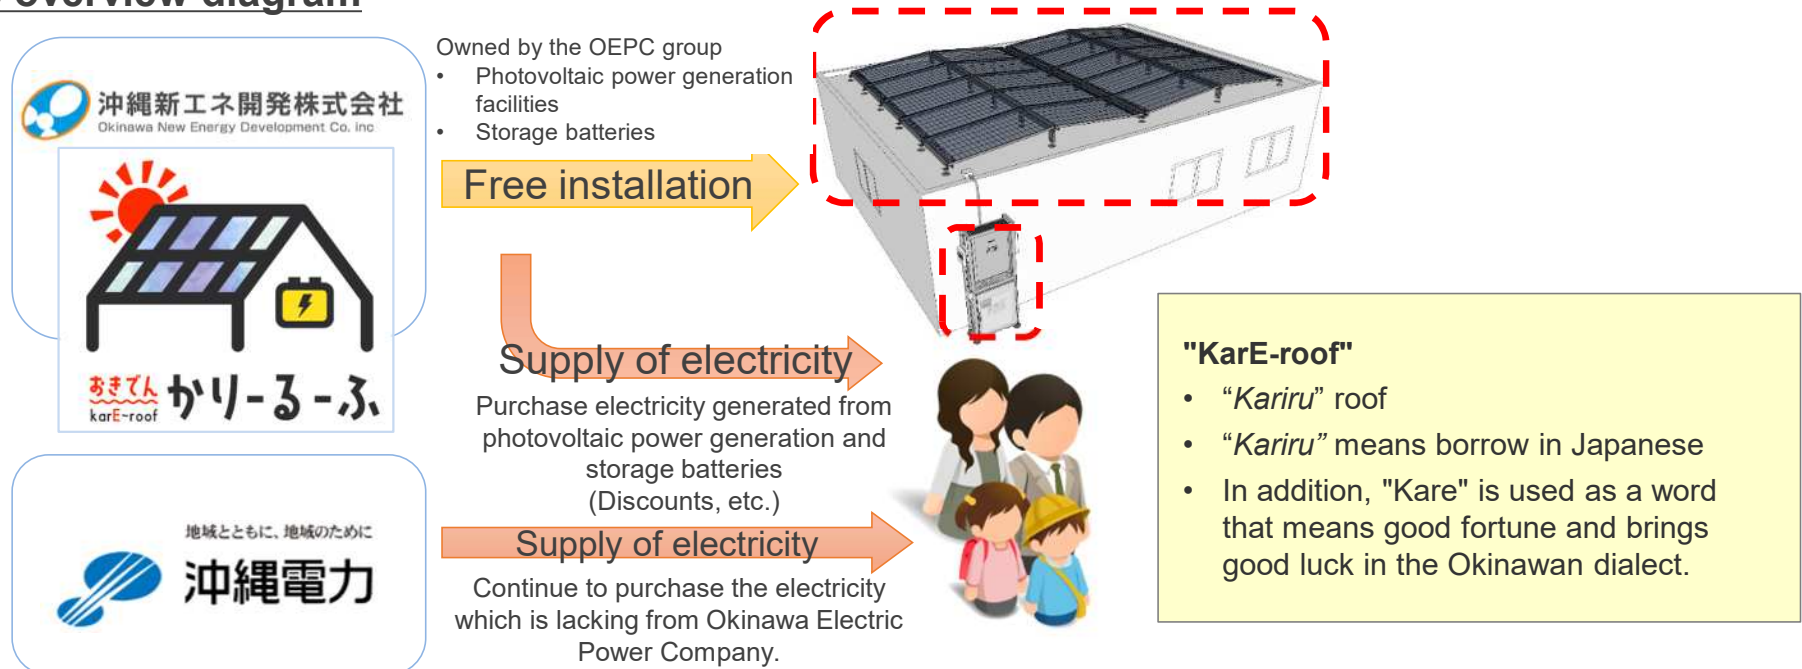 overview diagram
沖縄新エネ開発株式会社
Okinawa New Energy Development Co. inc
おきでん
karE-roof
かりーるーふ
地域とともに、地域のために
沖縄電力
Owned by the OEPC group
• Photovoltaic power generation
facilities
• Storage batteries
Free installation
Supply of electricity
Purchase electricity generated from
photovoltaic power generation and
storage batteries
(Discounts, etc.)
Supply of electricity
Continue to purchase the electricity
which is lacking from Okinawa Electric
Power Company.
"KarE-roof"
• “Kariru” roof
• “Kariru” means borrow in Japanese
• In addition, "Kare" is used as a word
that means good fortune and brings
good luck in the Okinawan dialect.